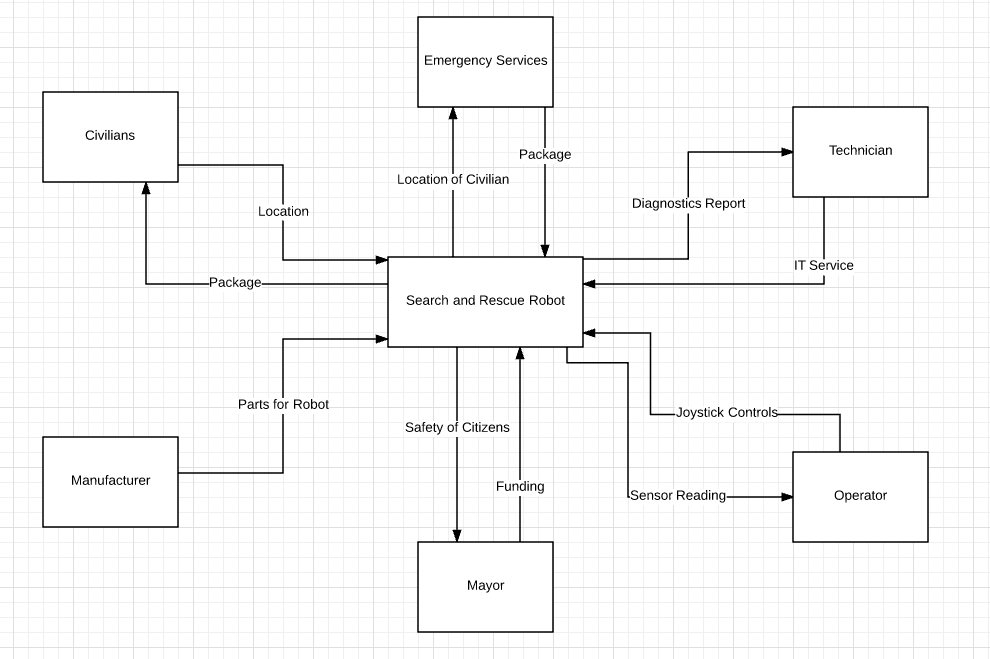 Emergency Services
Civilians
Technician
Package
Location of Civilian
Diagnostics Report
Location
IT Service
Package
Search and Rescue Robot
Parts for Robot
Joystick Controls
Safety of Citizens
Manufacturer
Funding
Sensor Reading
Operator
Mayor